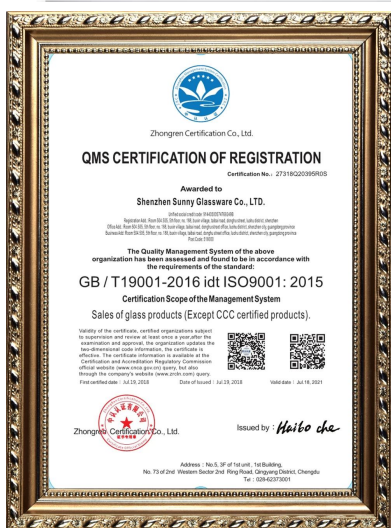 Zhongren Certification Co., Ltd.
QMS CERTIFICATION OF REGISTRATION
Certification No.: 27318Q20395R0S
Awarded to
Shenzhen Sunny Glassware Co., LTD.
The Quality Management System of the above
organization has been assessed and found to be in accordance with
the requirements of the standard:
GB / T19001-2016 idt ISO9001: 2015
Certification Scope of the Management System
Sales of glass products (Except CCC certified products).
Validity of the certificate, certified organizations subject
to supervision and review at least once a year,after the
examination and approval, the organization updates the
two-dimensional code information, the certificate is
effective. The certificate information is available at the
Certification and Accreditation Regulatory Commission
official website (www.cnca.gov.cn) query, but also
through the company's website (www.zrcln.com) query.
First certified date : Jul.19, 2018
Date of Issued : Jul.19, 2018
Valid date : Jul.18, 2021
Zhongren Certification Co., Ltd.
Issued by : Haibo che
Address : No.5, 3F of 1st unit , 1st Building,
No. 73 of 2nd Western Sector 2nd Ring Road, Qingyang District, Chengdu
Tel : 028-62373001